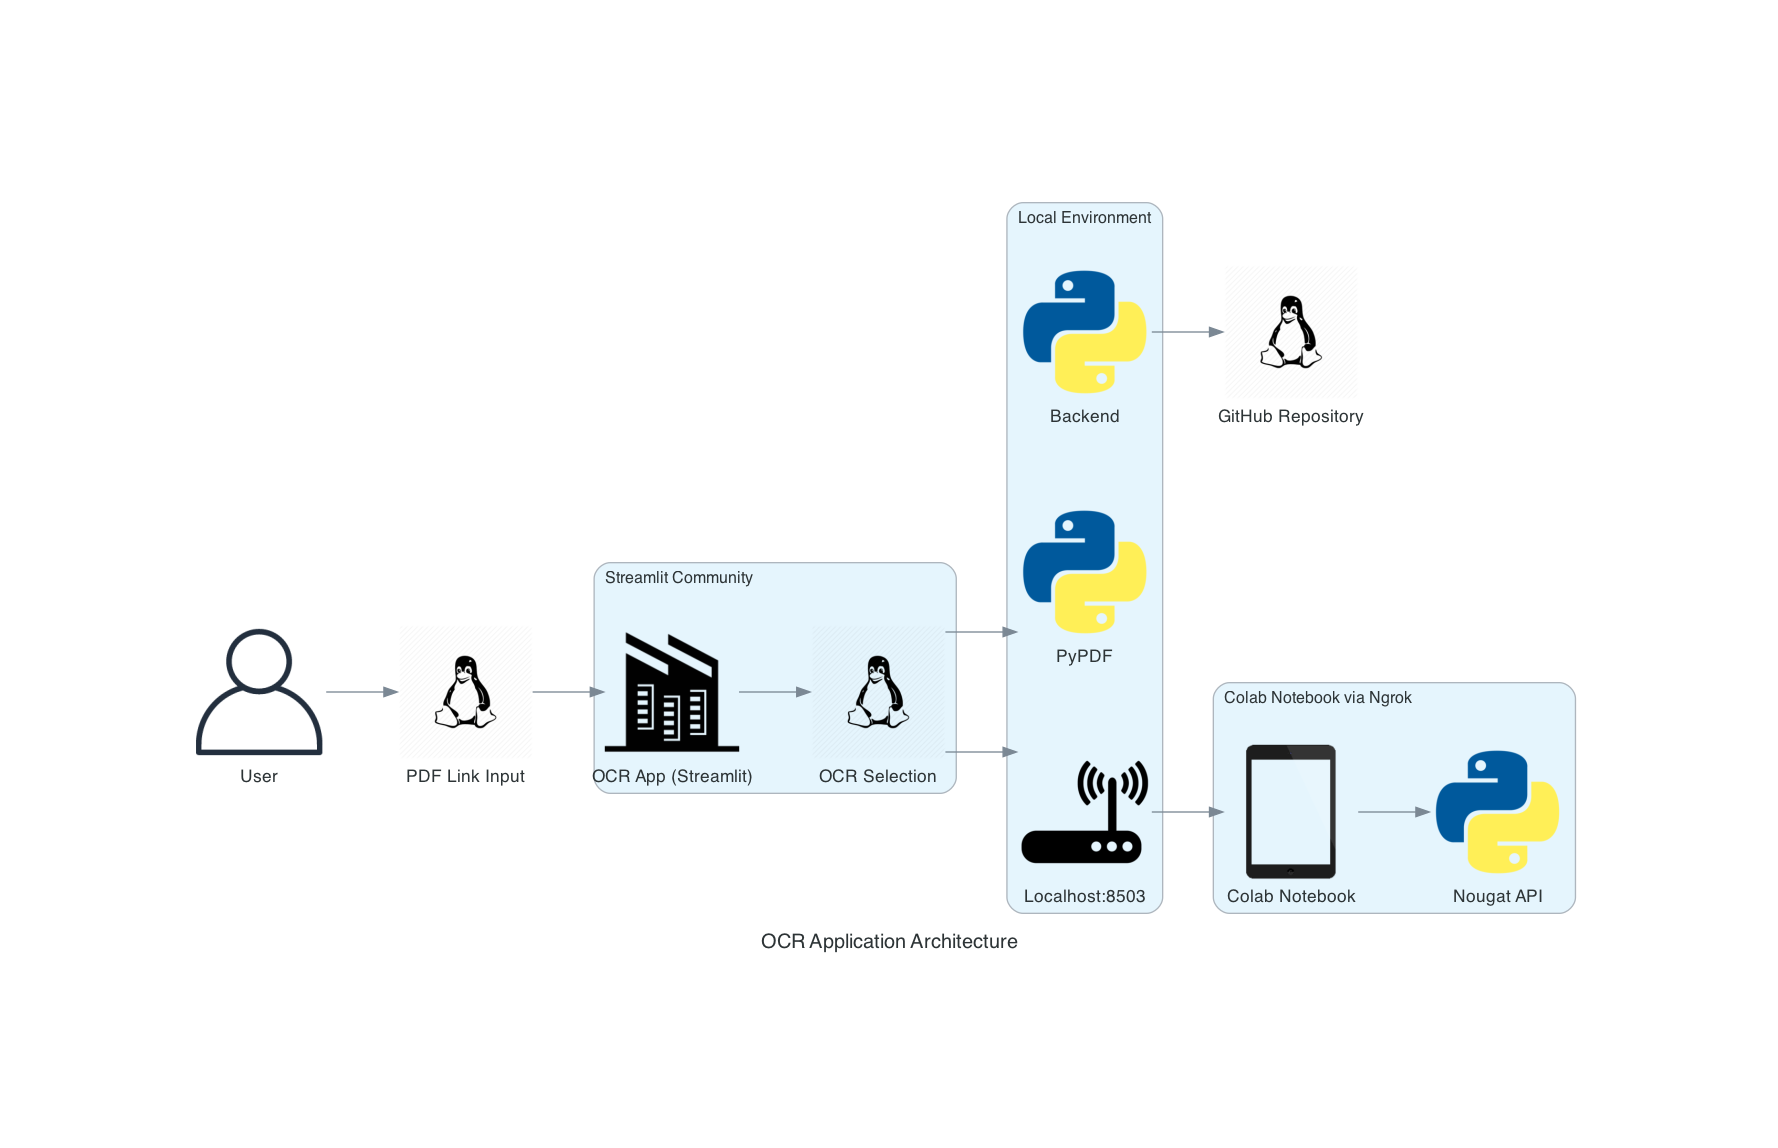 Local Environment
Backend
GitHub Repository
PyPDF
Streamlit Community
User
PDF Link Input
OCR App (Streamlit)
OCR Selection
Colab Notebook via Ngrok
Localhost:8503
Colab Notebook
Nougat API
OCR Application Architecture